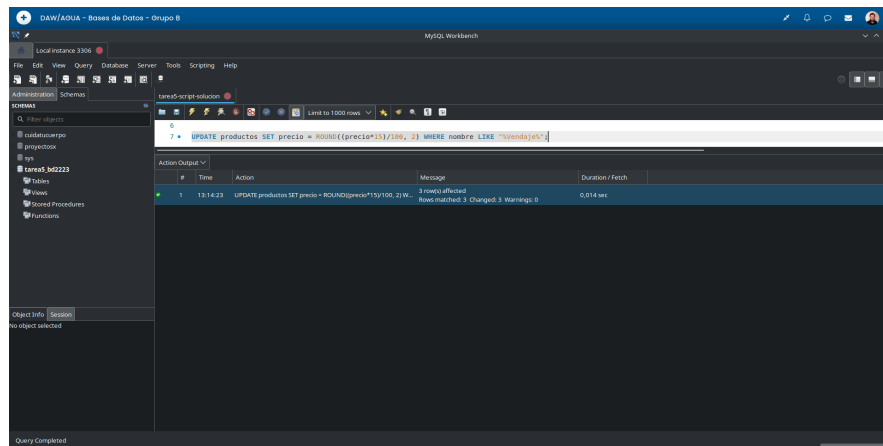 DAW/AGUA - Bases de Datos - Grupo B
MySQL Workbench
Local instance 3306
File Edit View Query Database Server Tools Scripting Help
Administration Schemas
tarea5-script-solucion
SCHEMAS
Filter objects
Limit to 1000 rows
cuidatucuerpo
proyectosx
sys
tarea5_bd2223
Tables
Views
Stored Procedures
Functions
6
7 UPDATE productos SET precio = ROUND((precio*15)/100, 2) WHERE nombre LIKE "%Vendaje%";
Action Output
# Time Action Message Duration / Fetch
1 13:14:23 UPDATE productos SET precio = ROUND((precio*15)/100, 2) W... 3 row(s) affected
Rows matched: 3 Changed: 3 Warnings: 0 0,014 sec
Object Info Session
No object selected
Query Completed